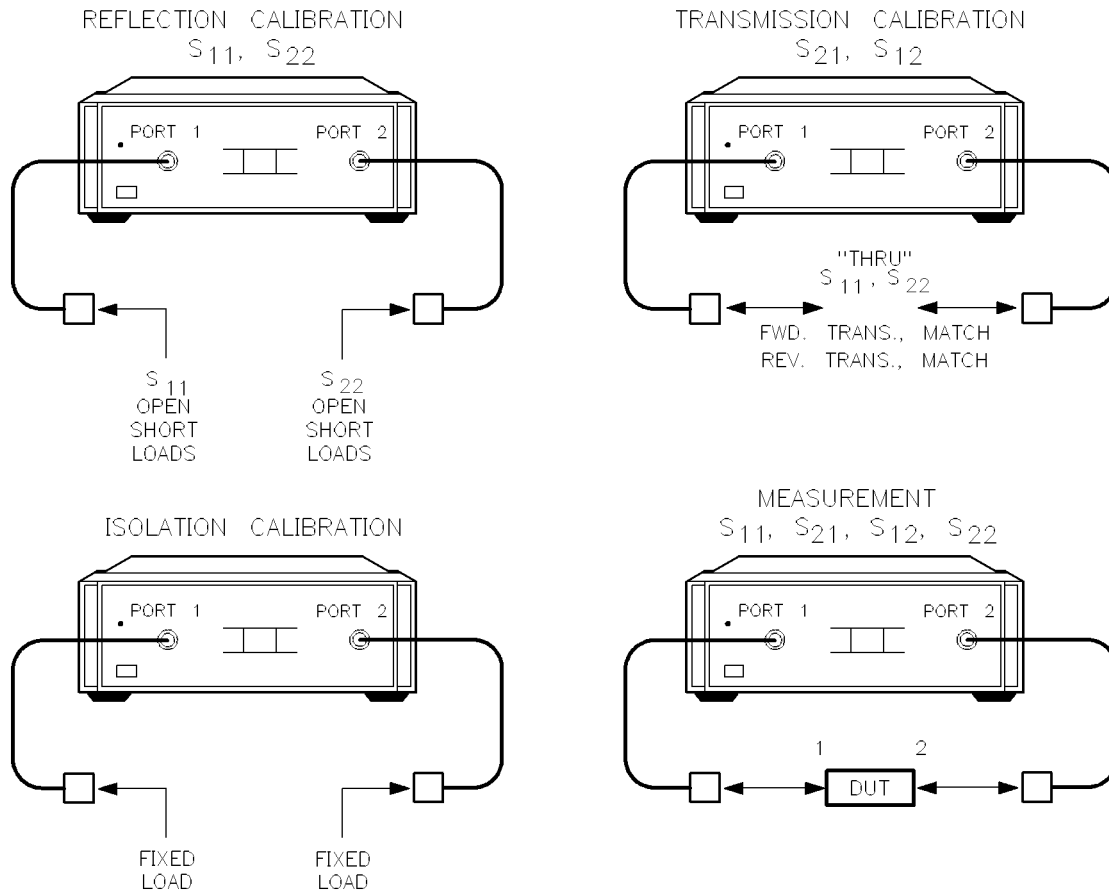 REFLECTION CALIBRATION
S11, S22
PORT 1
PORT 2
S11
OPEN
SHORT
LOADS
S22
OPEN
SHORT
LOADS
TRANSMISSION CALIBRATION
S21, S12
PORT 1
PORT 2
"THRU"
S11, S22
FWD. TRANS., MATCH
REV. TRANS., MATCH
ISOLATION CALIBRATION
PORT 1
PORT 2
FIXED
LOAD
FIXED
LOAD
MEASUREMENT
S11, S21, S12, S22
PORT 1
PORT 2
1
2
DUT